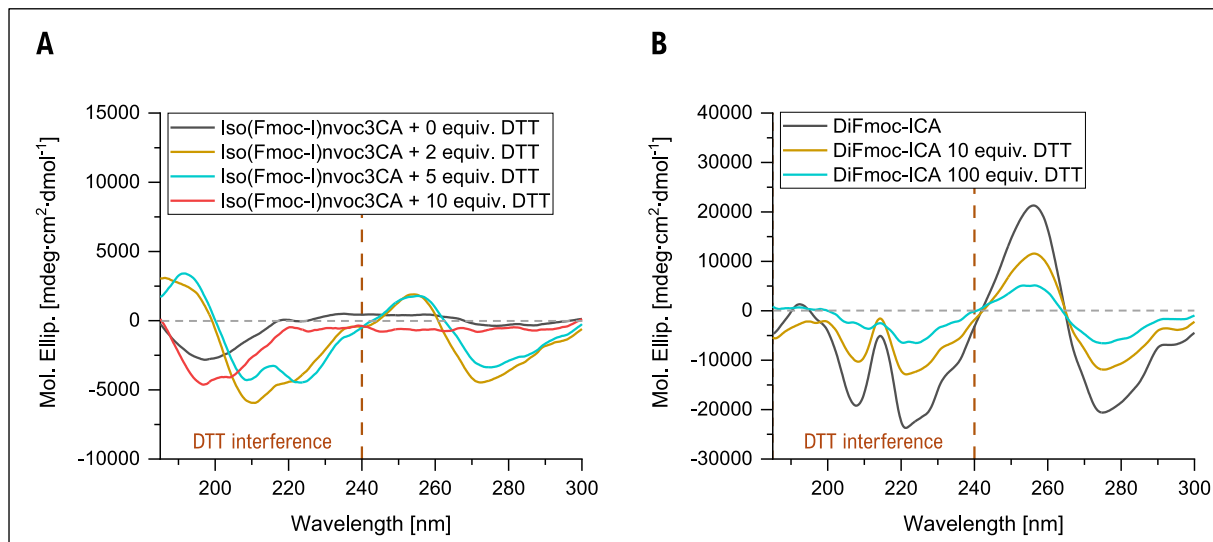 A
B
Iso(Fmoc-I)nvoc3CA + 0 equiv. DTT
Iso(Fmoc-I)nvoc3CA + 2 equiv. DTT
Iso(Fmoc-I)nvoc3CA + 5 equiv. DTT
Iso(Fmoc-I)nvoc3CA + 10 equiv. DTT
15000
10000
5000
0
-5000
-10000
Mol. Ellip. [mdeg·cm²·dmol⁻¹]
DTT interference
200
220
240
260
280
300
Wavelength [nm]
DiFmoc-ICA
DiFmoc-ICA 10 equiv. DTT
DiFmoc-ICA 100 equiv. DTT
40000
30000
20000
10000
0
-10000
-20000
-30000
Mol. Ellip. [mdeg·cm²·dmol⁻¹]
DTT interference
200
220
240
260
280
300
Wavelength [nm]